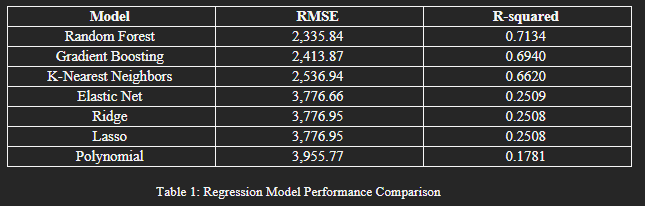 Model RMSE R-squared
Random Forest 2,335.84 0.7134
Gradient Boosting 2,413.87 0.6940
K-Nearest Neighbors 2,536.94 0.6620
Elastic Net 3,776.66 0.2509
Ridge 3,776.95 0.2508
Lasso 3,776.95 0.2508
Polynomial 3,955.77 0.1781
Table 1: Regression Model Performance Comparison